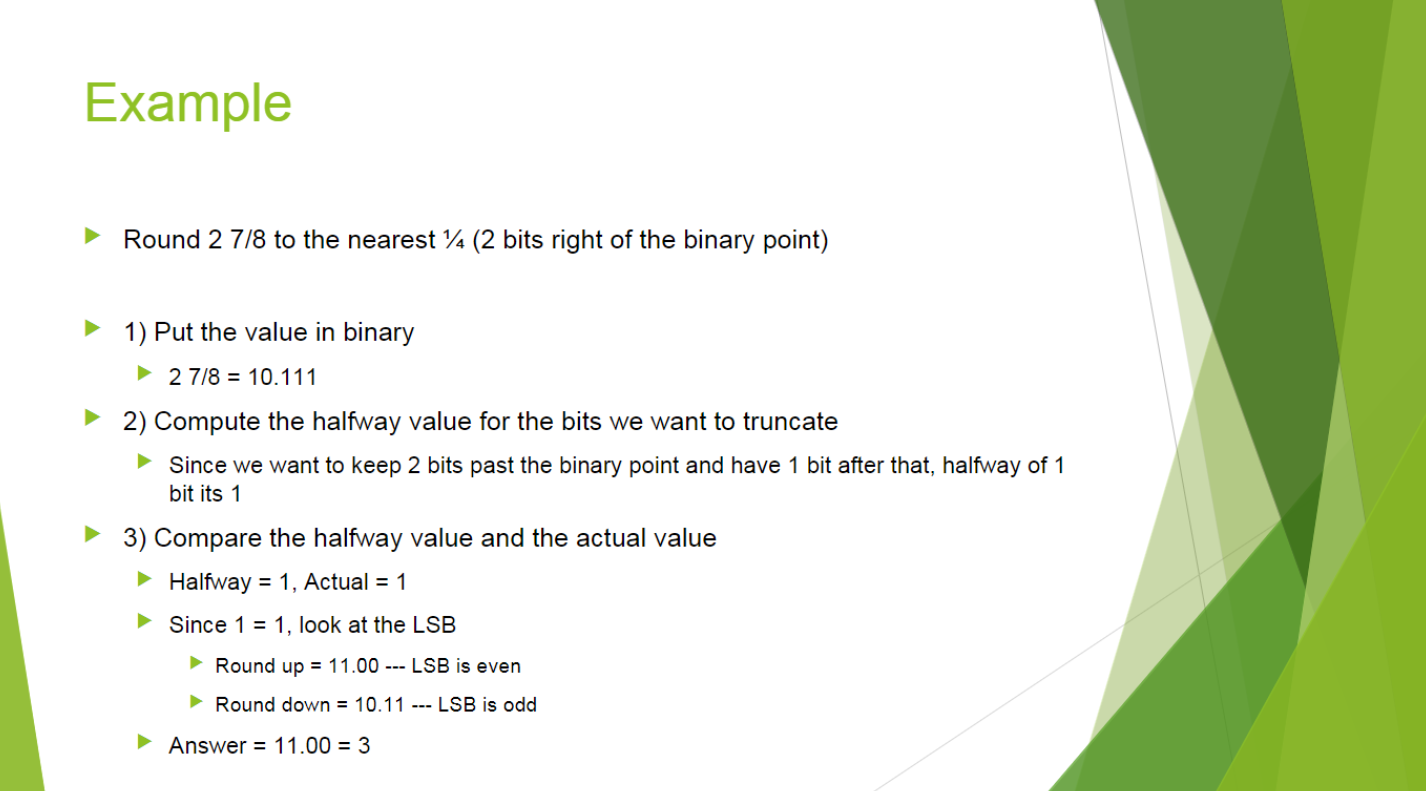 Example
Round 2 7/8 to the nearest ¼ (2 bits right of the binary point)
1) Put the value in binary
2 7/8 = 10.111
2) Compute the halfway value for the bits we want to truncate
Since we want to keep 2 bits past the binary point and have 1 bit after that, halfway of 1
bit its 1
3) Compare the halfway value and the actual value
Halfway = 1, Actual = 1
Since 1 = 1, look at the LSB
Round up = 11.00 --- LSB is even
Round down = 10.11 --- LSB is odd
Answer = 11.00 = 3